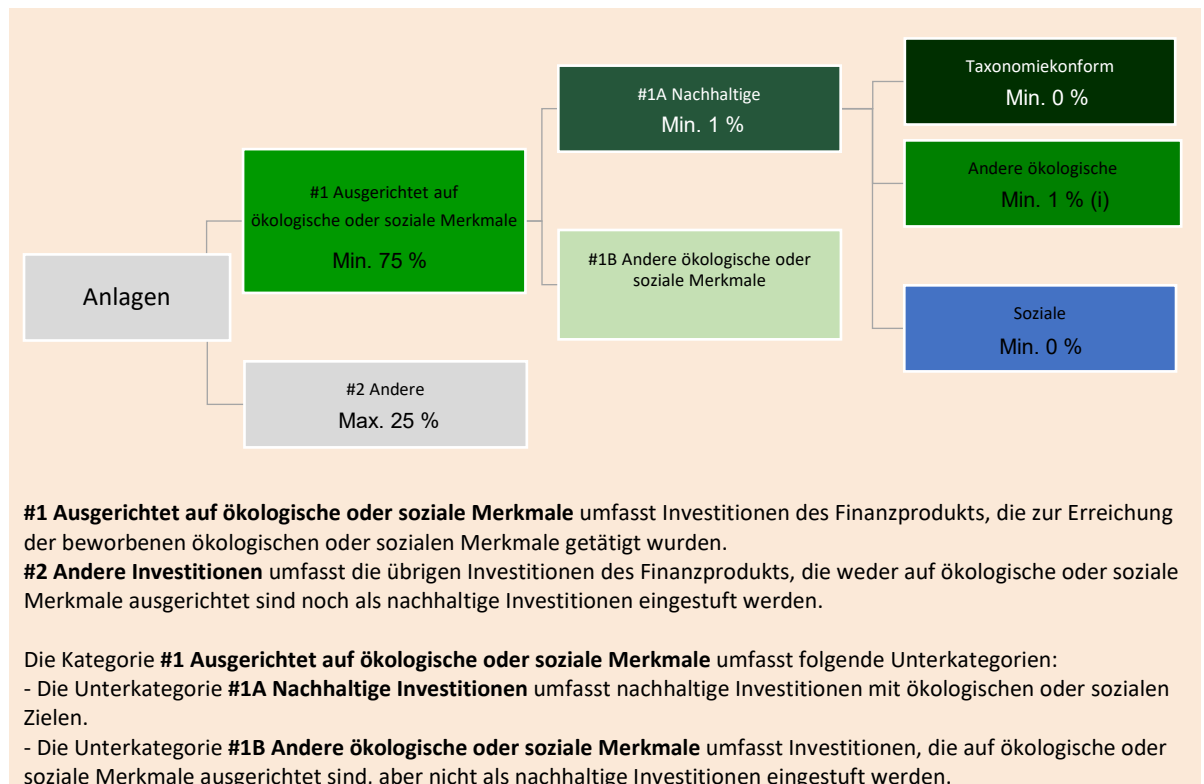 Anlagen
#1 Ausgerichtet auf
ökologische oder soziale Merkmale
Min. 75 %
#2 Andere
Max. 25 %
#1A Nachhaltige
Min. 1 %
#1B Andere ökologische oder
soziale Merkmale
Taxonomiekonform
Min. 0 %
Andere ökologische
Min. 1 % (i)
Soziale
Min. 0 %
#1 Ausgerichtet auf ökologische oder soziale Merkmale umfasst Investitionen des Finanzprodukts, die zur Erreichung
der beworbenen ökologischen oder sozialen Merkmale getätigt wurden.
#2 Andere Investitionen umfasst die übrigen Investitionen des Finanzprodukts, die weder auf ökologische oder soziale
Merkmale ausgerichtet sind noch als nachhaltige Investitionen eingestuft werden.
Die Kategorie #1 Ausgerichtet auf ökologische oder soziale Merkmale umfasst folgende Unterkategorien:
- Die Unterkategorie #1A Nachhaltige Investitionen umfasst nachhaltige Investitionen mit ökologischen oder sozialen
Zielen.
- Die Unterkategorie #1B Andere ökologische oder soziale Merkmale umfasst Investitionen, die auf ökologische oder
soziale Merkmale ausgerichtet sind, aber nicht als nachhaltige Investitionen eingestuft werden.